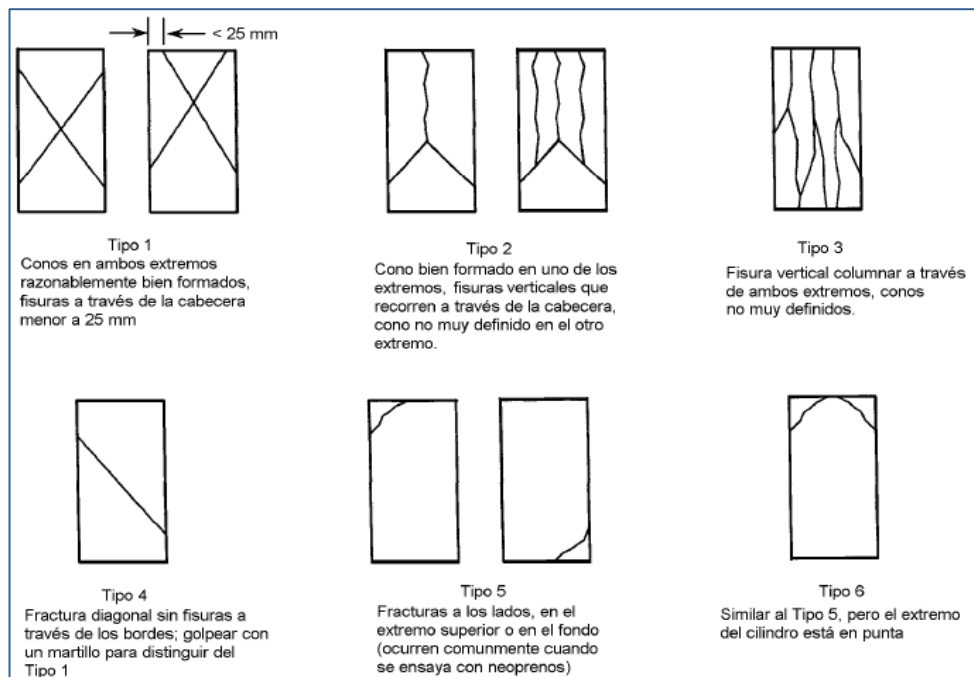 < 25 mm
Tipo 1
Conos en ambos extremos
razonablemente bien formados,
fisuras a través de la cabecera
menor a 25 mm
Tipo 2
Cono bien formado en uno de los
extremos, fisuras verticales que
recorren a través de la cabecera,
cono no muy definido en el otro
extremo.
Tipo 3
Fisura vertical columnar a través
de ambos extremos, conos
no muy definidos.
Tipo 4
Fractura diagonal sin fisuras a
través de los bordes; golpear con
un martillo para distinguir del
Tipo 1
Tipo 5
Fracturas a los lados, en el
extremo superior o en el fondo
(ocurren comunmente cuando
se ensaya con neoprenos)
Tipo 6
Similar al Tipo 5, pero el extremo
del cilindro está en punta